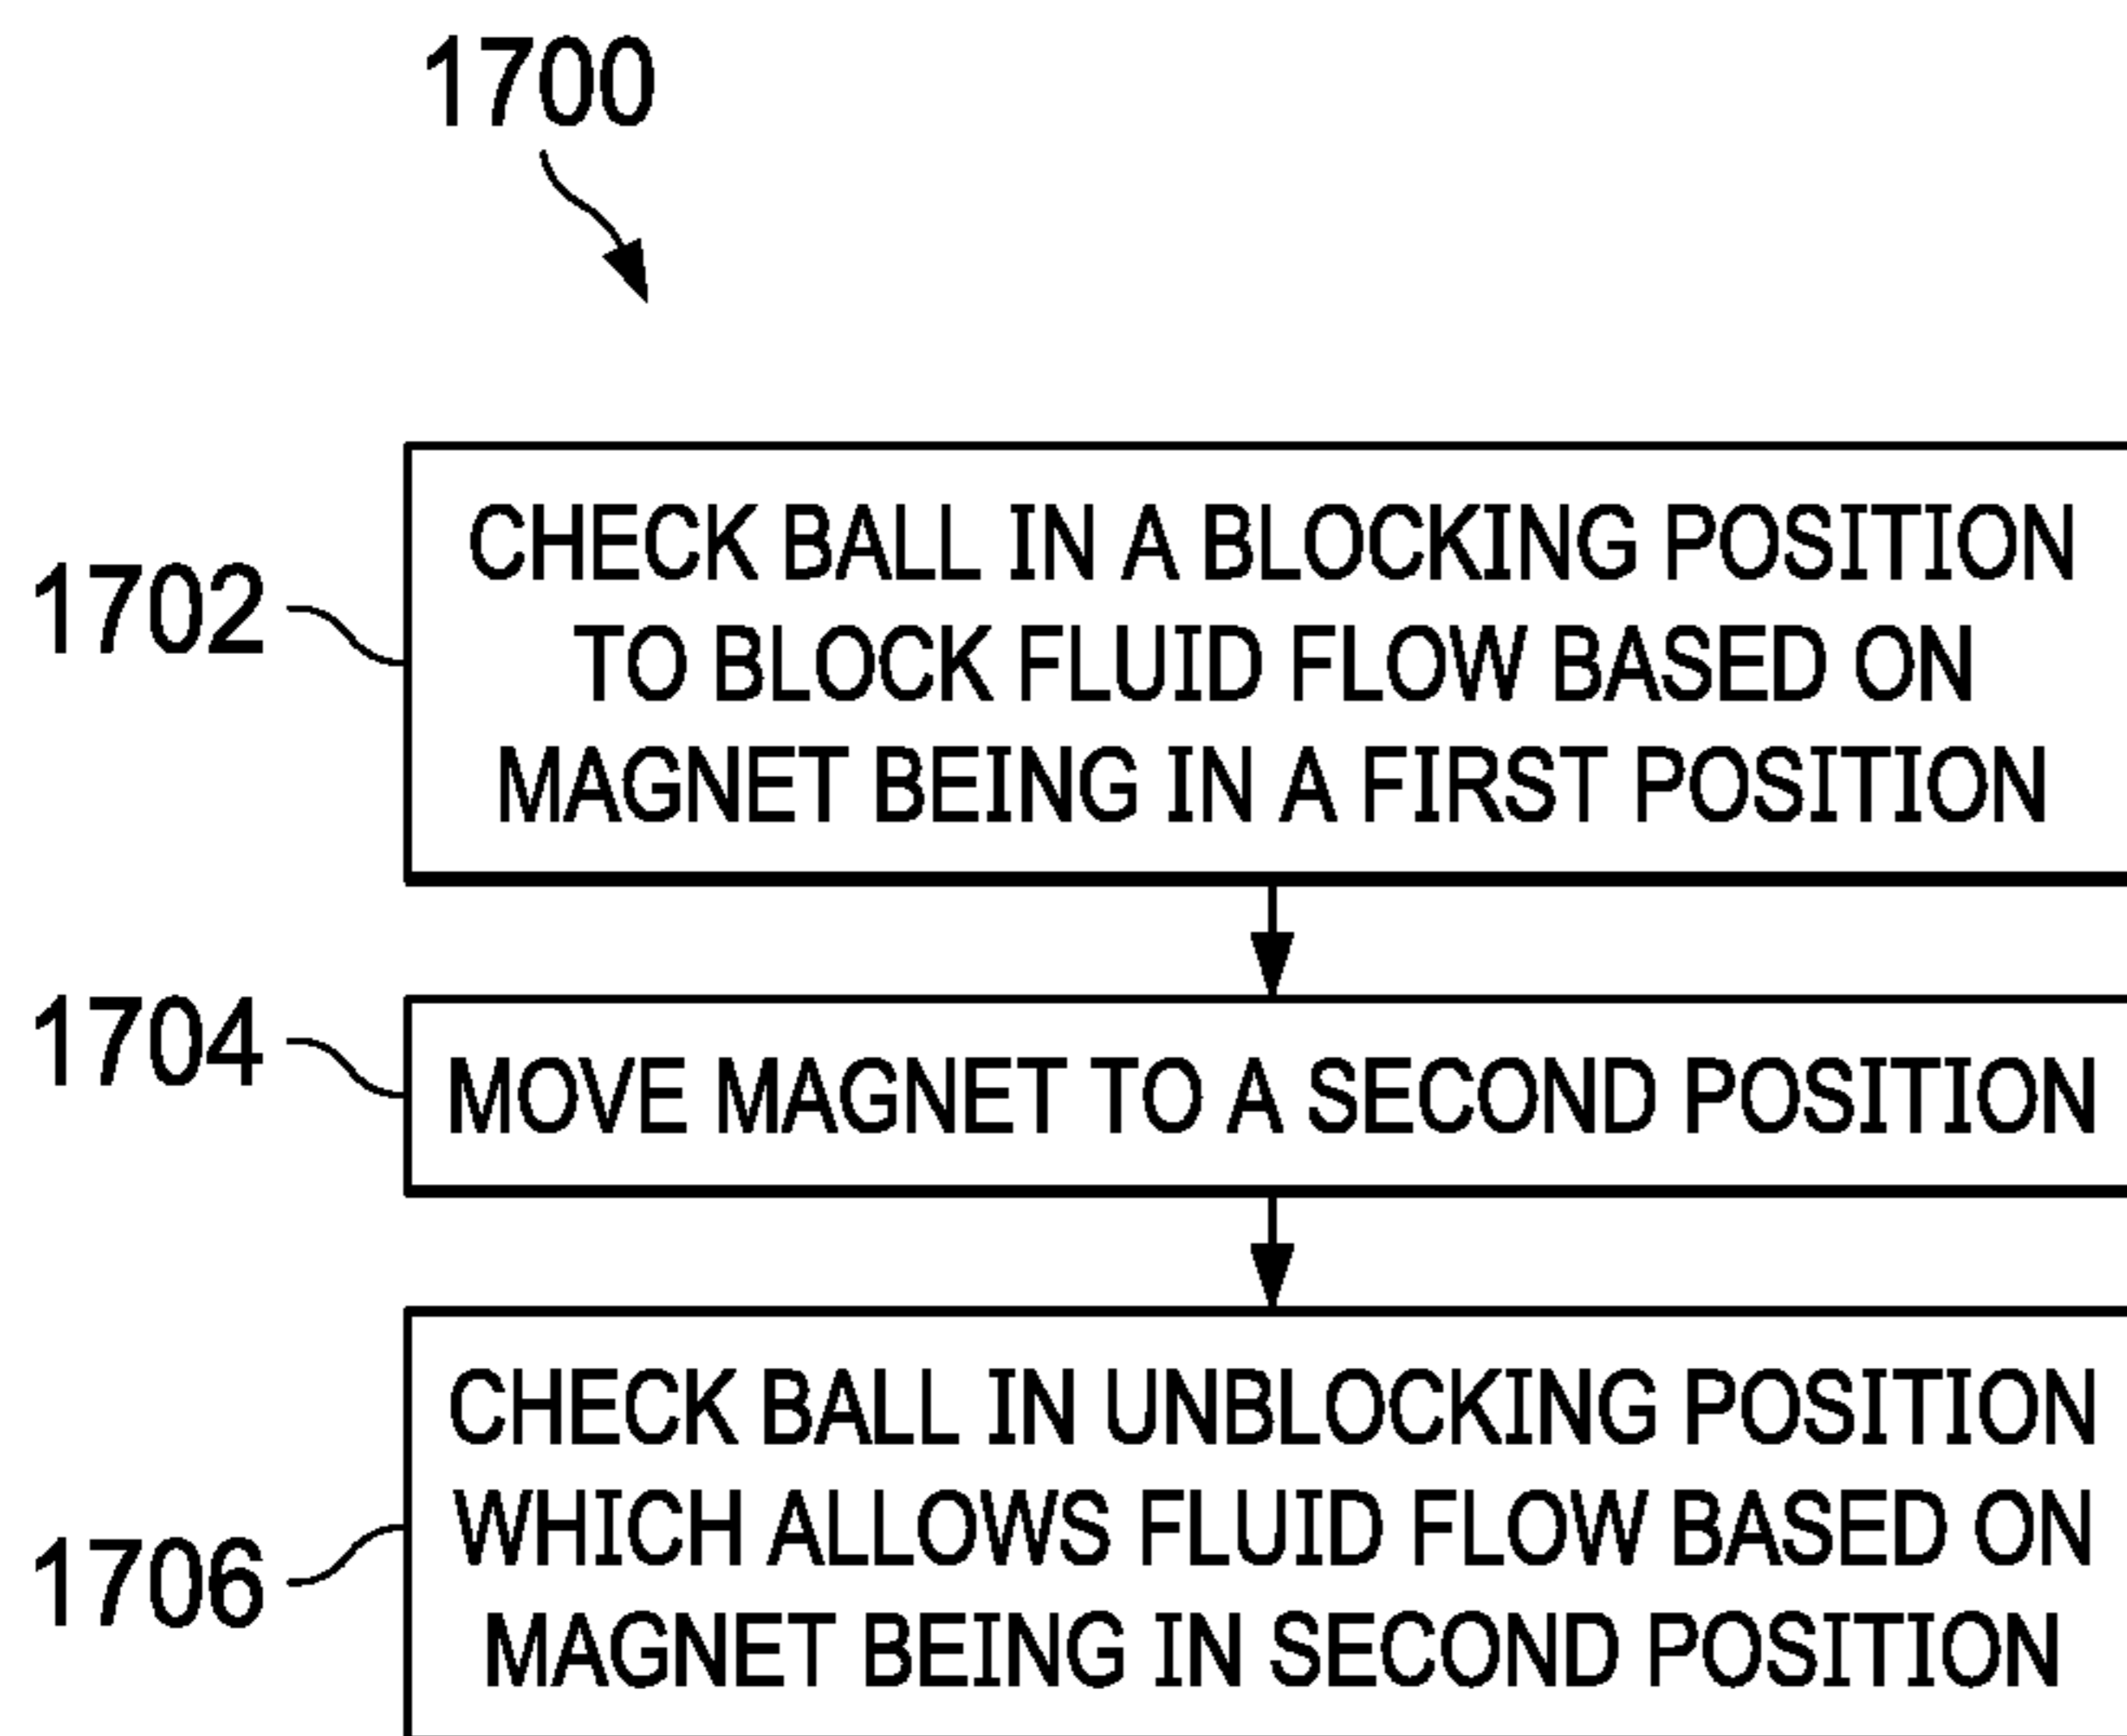 1700
1702
CHECK BALL IN A BLOCKING POSITION
TO BLOCK FLUID FLOW BASED ON
MAGNET BEING IN A FIRST POSITION
1704
MOVE MAGNET TO A SECOND POSITION
1706
CHECK BALL IN UNBLOCKING POSITION
WHICH ALLOWS FLUID FLOW BASED ON
MAGNET BEING IN SECOND POSITION